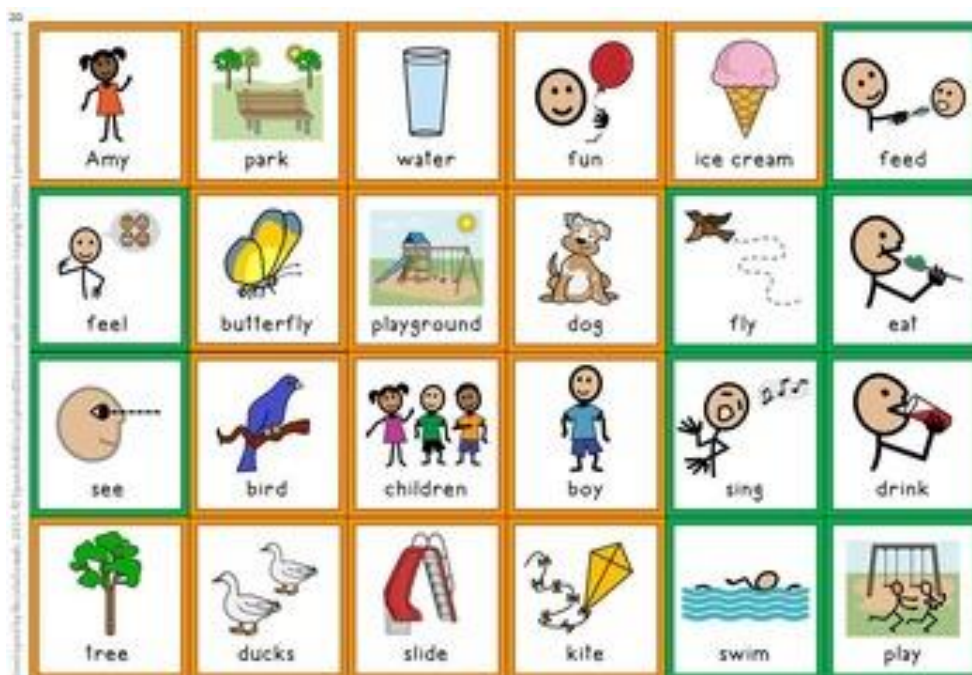 Amy park water fun ice cream feed
feel butterfly playground dog fly eat
see bird children boy sing drink
tree ducks slide kite swim play